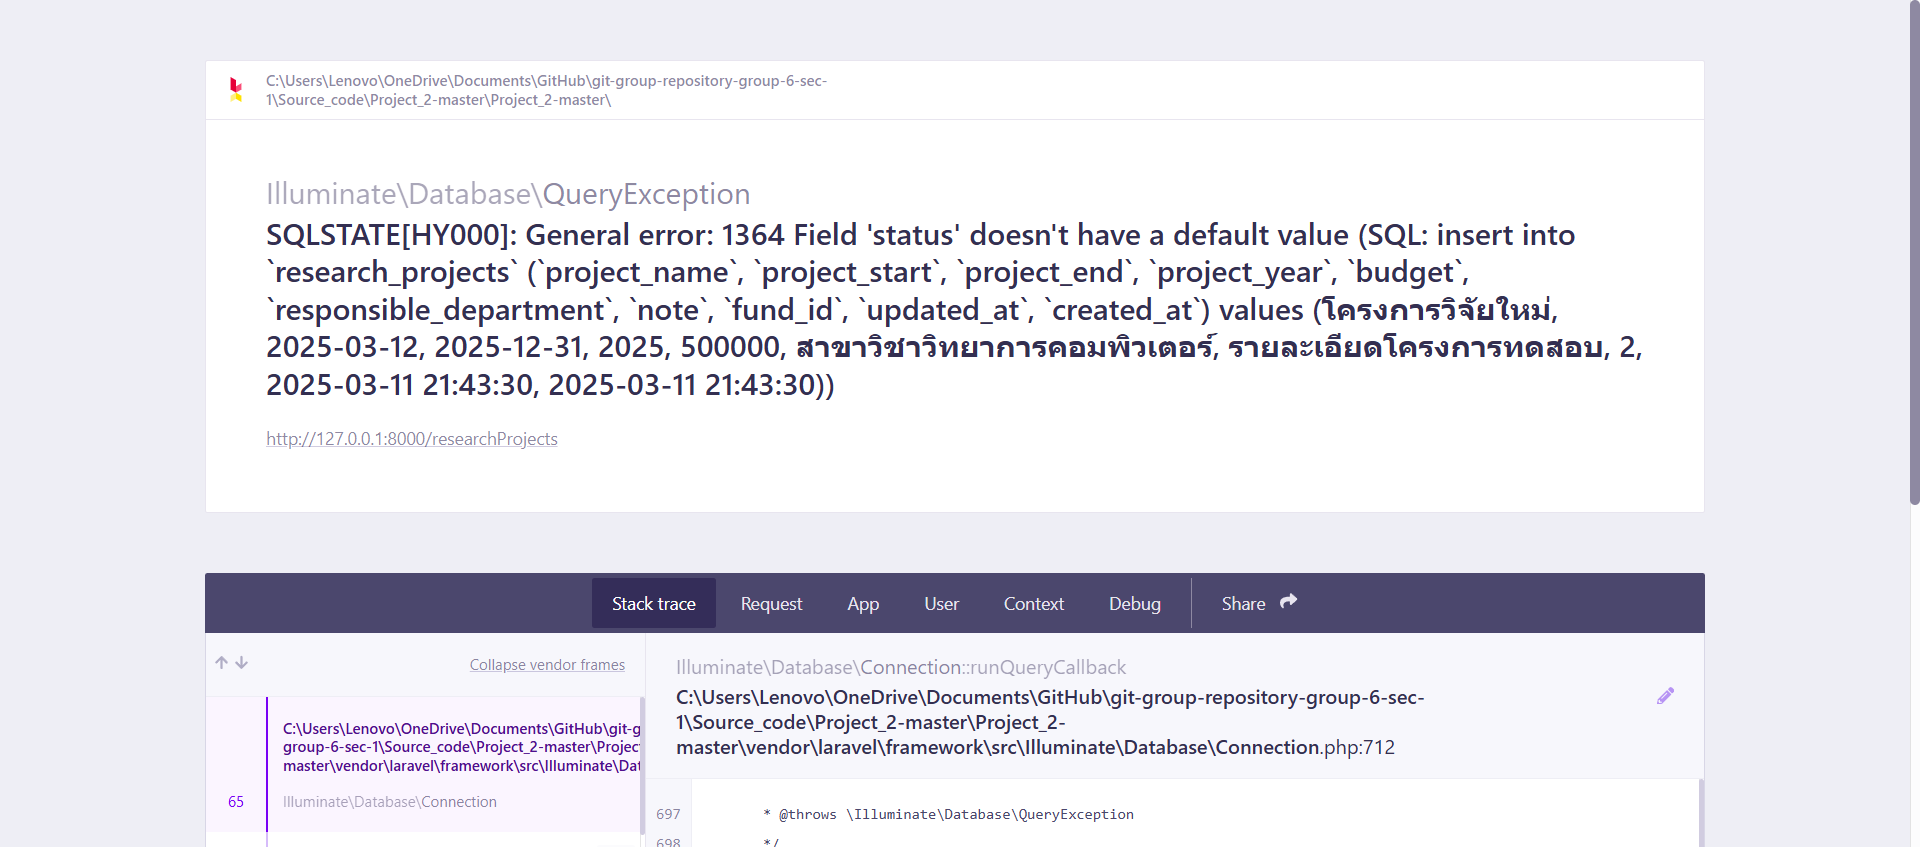 C:\Users\Lenovo\OneDrive\Documents\GitHub\git-group-repository-group-6-sec-
1\Source_code\Project_2-master\Project_2-master\
Illuminate\Database\QueryException
SQLSTATE[HY000]: General error: 1364 Field 'status' doesn't have a default value (SQL: insert into
`research_projects` (`project_name`, `project_start`, `project_end`, `project_year`, `budget`,
`responsible_department`, `note`, `fund_id`, `updated_at`, `created_at`) values (โครงการวิจัยใหม่,
2025-03-12, 2025-12-31, 2025, 500000, สาขาวิชาวิทยาการคอมพิวเตอร์, รายละเอียดโครงการทดสอบ, 2,
2025-03-11 21:43:30, 2025-03-11 21:43:30))
http://127.0.0.1:8000/researchProjects
Stack trace Request App User Context Debug Share
Collapse vendor frames
C:\Users\Lenovo\OneDrive\Documents\GitHub\git-g
group-6-sec-1\Source_code\Project_2-master\Projec
master\vendor\laravel\framework\src\Illuminate\Dat
65 Illuminate\Database\Connection
Illuminate\Database\Connection::runQueryCallback
C:\Users\Lenovo\OneDrive\Documents\GitHub\git-group-repository-group-6-sec-
1\Source_code\Project_2-master\Project_2-
master\vendor\laravel\framework\src\Illuminate\Database\Connection.php:712
697 * @throws \Illuminate\Database\QueryException
698 */